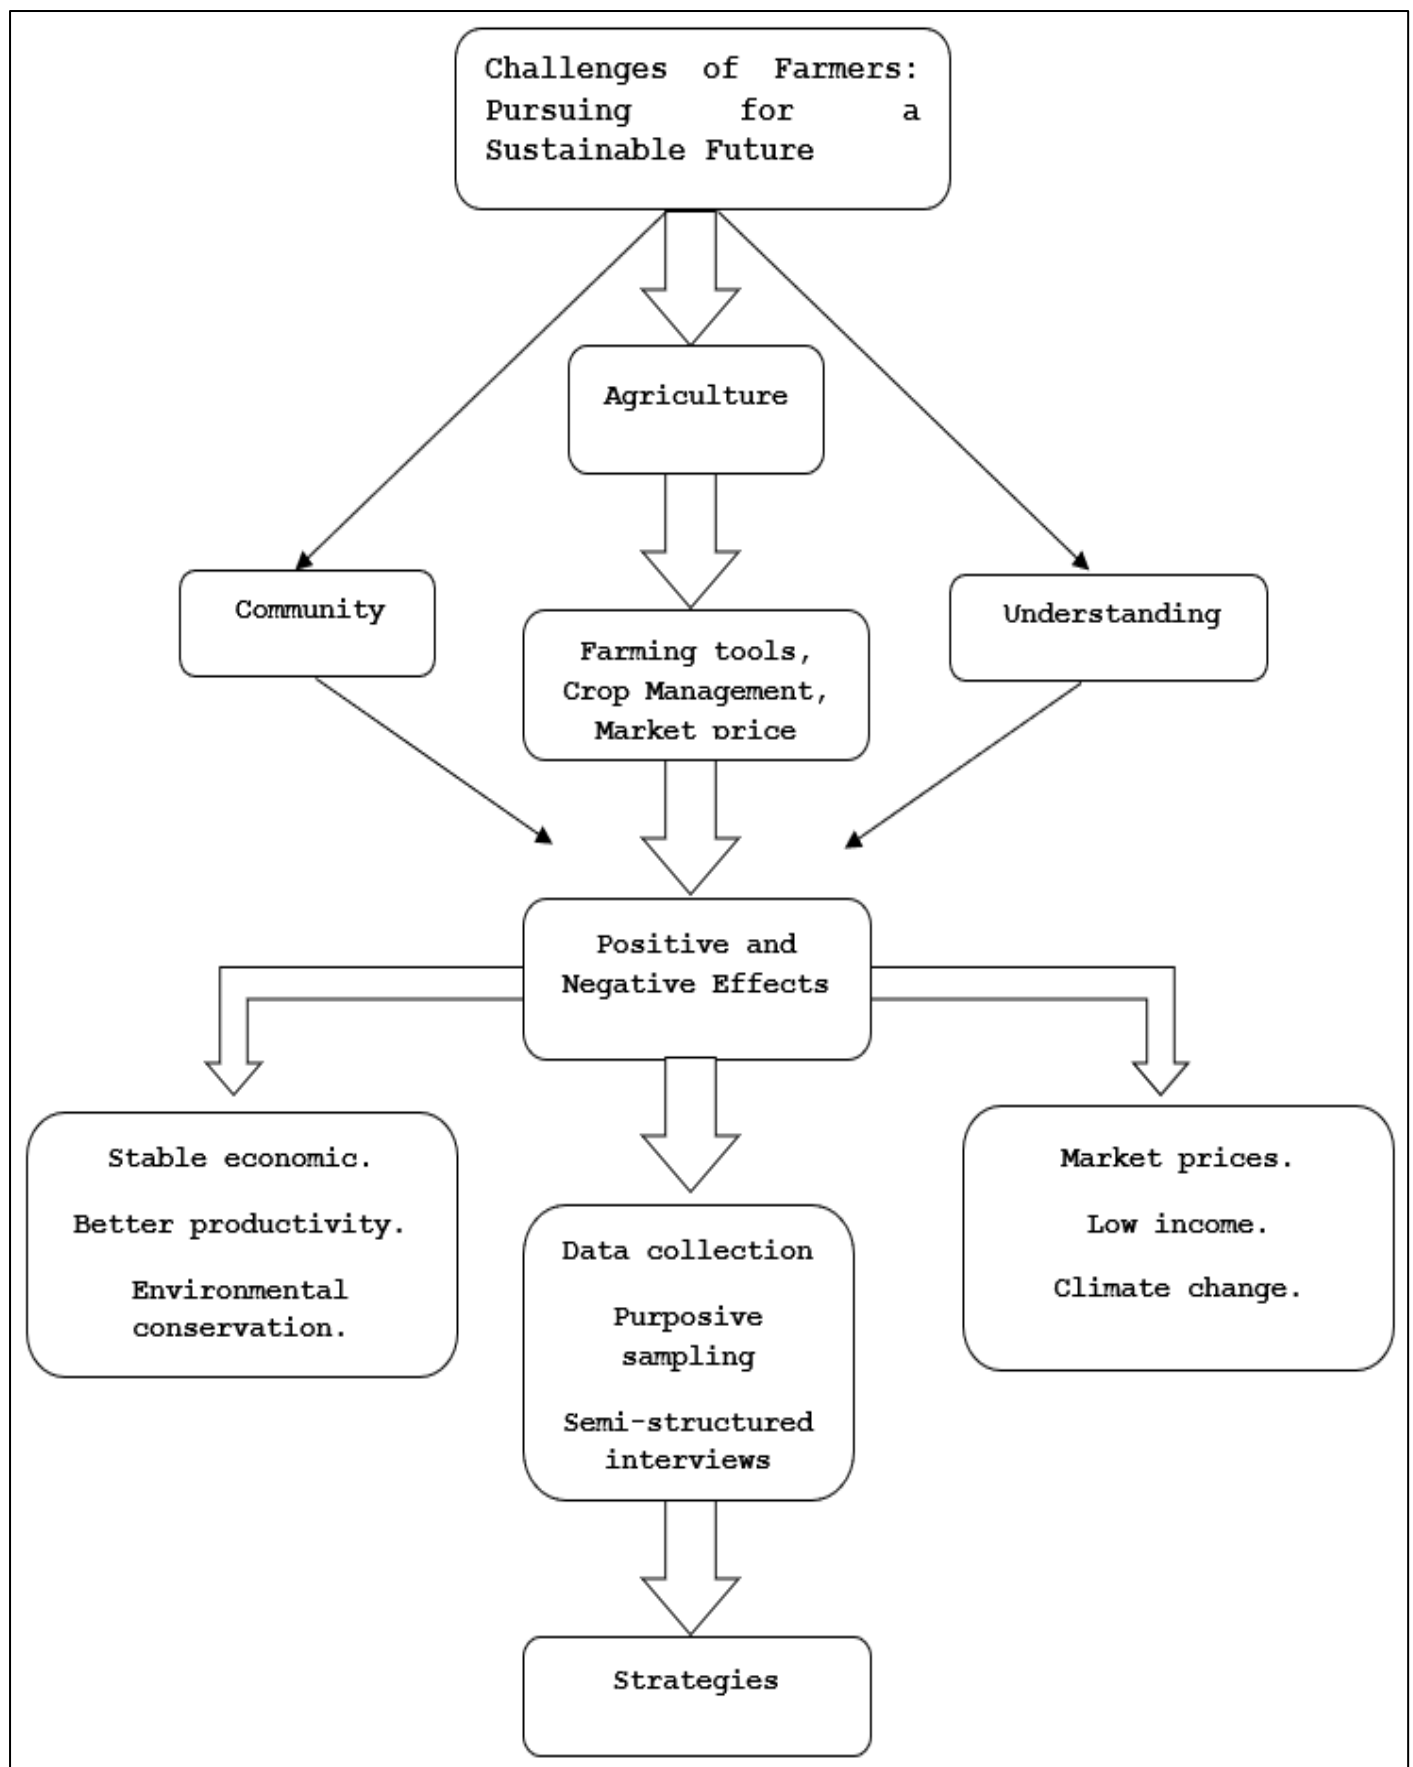 Challenges of Farmers:
Pursuing for a
Sustainable Future
Agriculture
Community
Understanding
Farming tools,
Crop Management,
Market price
Positive and
Negative Effects
Stable economic.
Better productivity.
Environmental
conservation.
Data collection
Purposive
sampling
Semi-structured
interviews
Market prices.
Low income.
Climate change.
Strategies